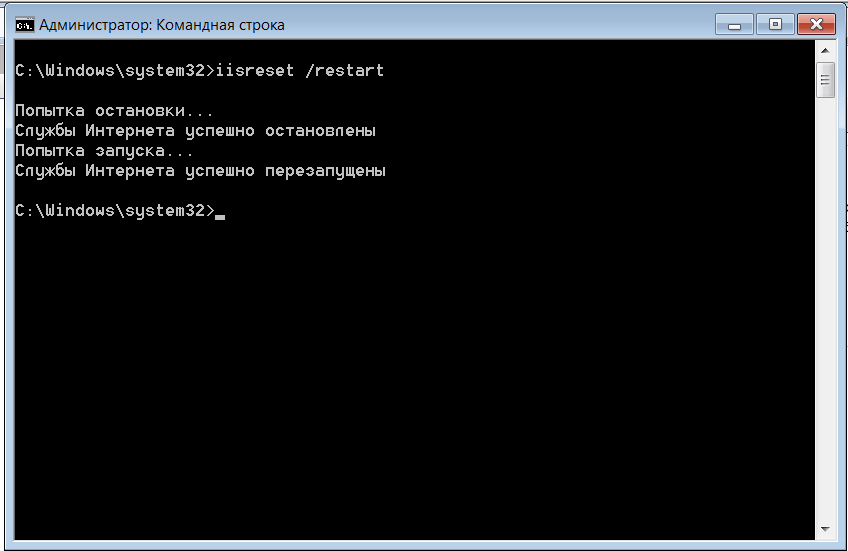 Администратор: Командная строка
C:\Windows\system32>iisreset /restart
Попытка остановки...
Службы Интернета успешно остановлены
Попытка запуска...
Службы Интернета успешно перезапущены
C:\Windows\system32>_